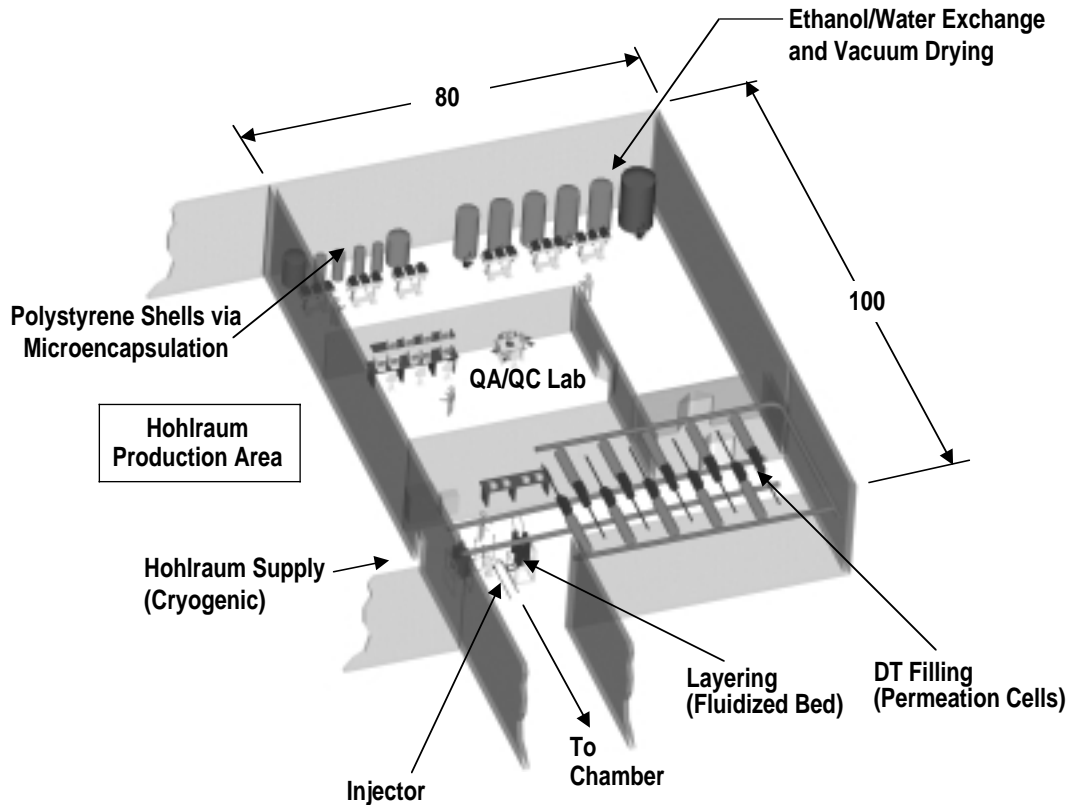 Ethanol/Water Exchange
and Vacuum Drying
80
100
Polystyrene Shells via
Microencapsulation
QA/QC Lab
Hohlraum
Production Area
Hohlraum Supply
(Cryogenic)
Layering
(Fluidized Bed)
DT Filling
(Permeation Cells)
To
Chamber
Injector